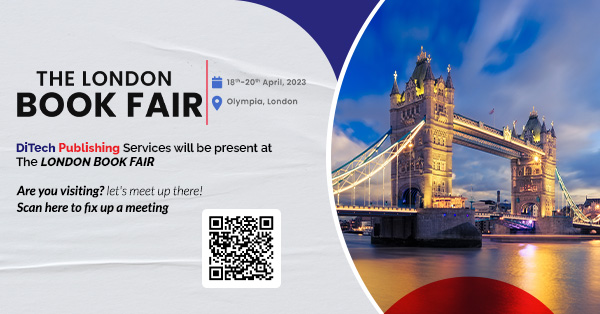 THE LONDON
BOOK FAIR
18th-20th April, 2023
Olympia, London
DiTech Publishing Services will be present at
The LONDON BOOK FAIR
Are you visiting? let's meet up there!
Scan here to fix up a meeting